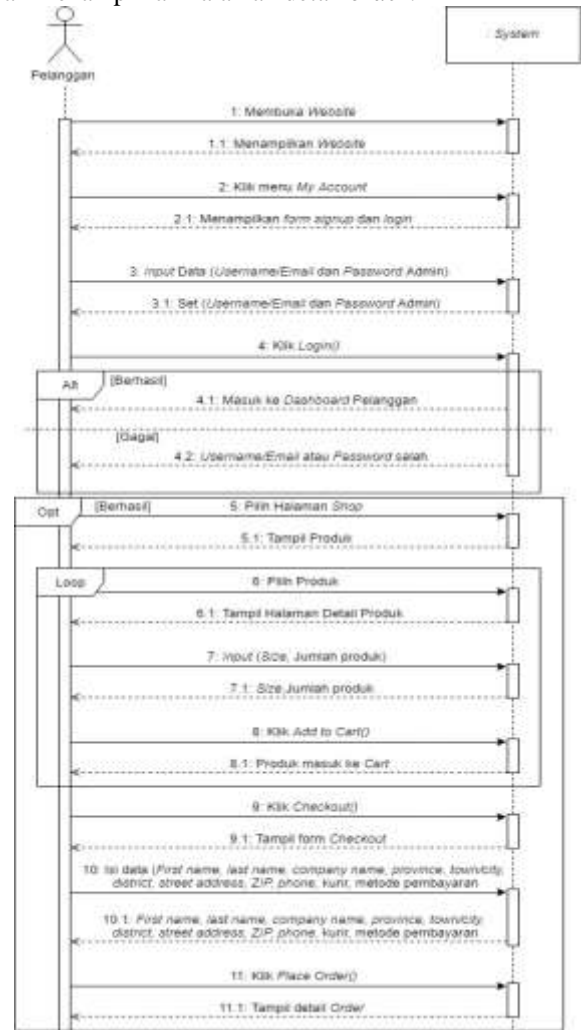 Pelanggan
: System
1: Membuka Website
1.1: Menampilkan Website
2: Klik menu My Account
2.1: Menampilkan form signup dan login
3: Input Data (Username/Email dan Password Admin)
3.1: Set (Username/Email dan Password Admin)
4: Klik Login()
Alt [Berhasil]
4.1: Masuk ke Dashboard Pelanggan
[Gagal]
4.2: Username/Email atau Password salah
Opt [Berhasil] 5: Pilih Halaman Shop
5.1: Tampil Produk
Loop 6: Pilih Produk
6.1: Tampil Halaman Detail Produk
7: Input (Size, Jumlah produk)
7.1: Size Jumlah produk
8: Klik Add to Cart()
8.1: Produk masuk ke Cart
9: Klik Checkout()
9.1: Tampil form Checkout
10: Isi data (First name, last name, company name, province, town/city,
district, street address, ZIP, phone, kurir, metode pembayaran
10.1: First name, last name, company name, province, town/city,
district, street address, ZIP, phone, kurir, metode pembayaran
11: Klik Place Order()
11.1: Tampil detail Order